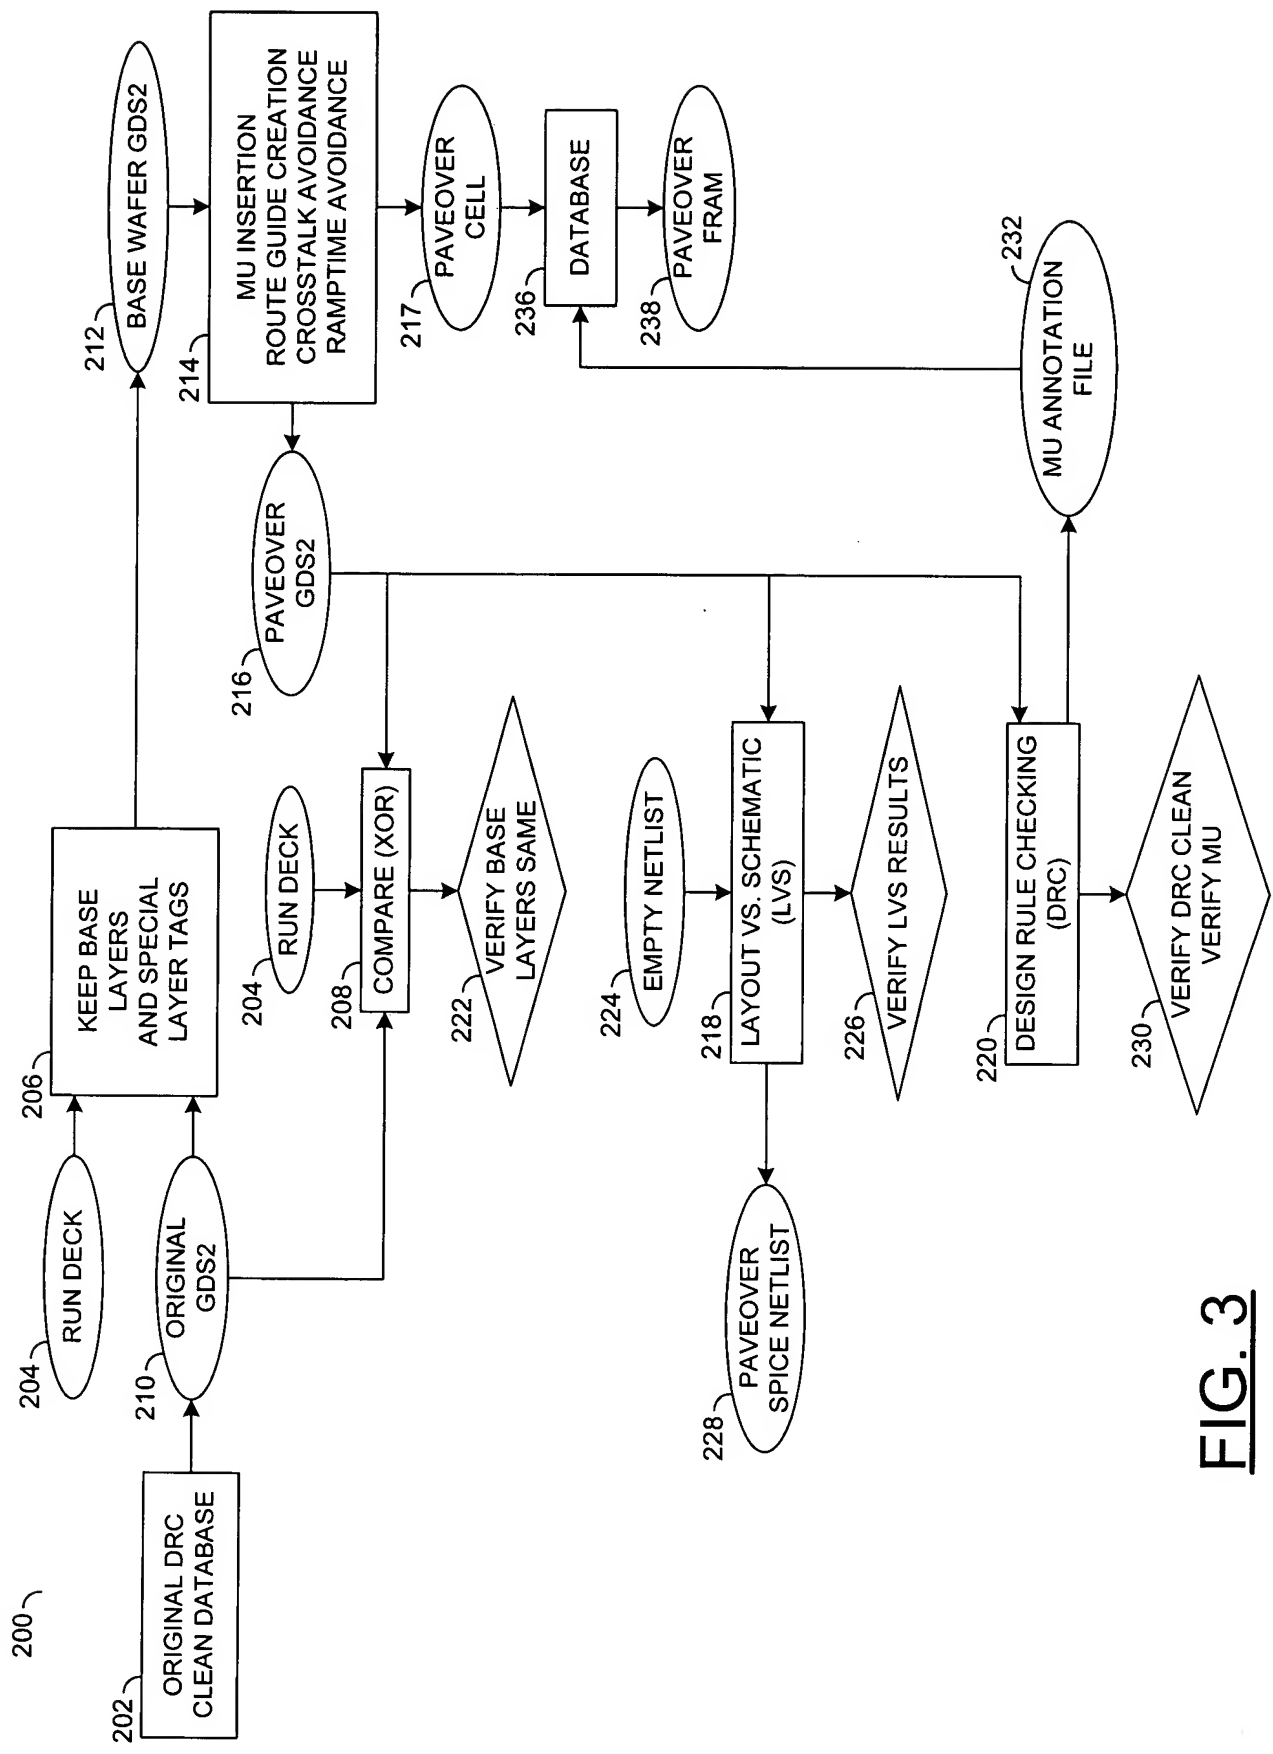 200
202
ORIGINAL DRC
CLEAN DATABASE
204
RUN DECK
210
ORIGINAL
GDS2
206
KEEP BASE
LAYERS
AND SPECIAL
LAYER TAGS
212
BASE WAFER GDS2
214
MU INSERTION
ROUTE GUIDE CREATION
CROSSTALK AVOIDANCE
RAMPTIME AVOIDANCE
216
PAVEOVER
GDS2
217
PAVEOVER
CELL
204
RUN DECK
208
COMPARE (XOR)
222
VERIFY BASE
LAYERS SAME
236
DATABASE
238
PAVEOVER
FRAM
224
EMPTY NETLIST
218
LAYOUT VS. SCHEMATIC
(LVS)
226
VERIFY LVS RESULTS
228
PAVEOVER
SPICE NETLIST
220
DESIGN RULE CHECKING
(DRC)
230
VERIFY DRC CLEAN
VERIFY MU
232
MU ANNOTATION
FILE
FIG. 3